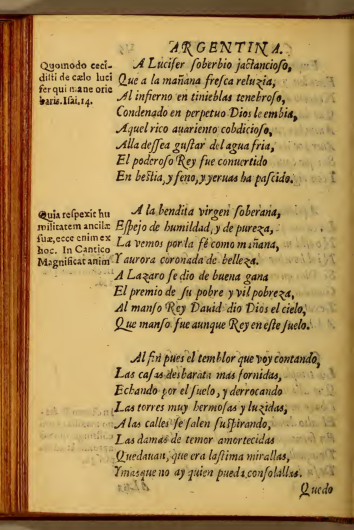 ARGENTINA.
Quomodo ceci-
disti de cælo luci
fer qui mane orie
baris. Isai. 14.
A Lucifer soberbio jactancioso,
Que a la mañana fresca reluzia,
Al infierno en tinieblas tenebroso,
Condenado en perpetuo Dios le embia,
A quel rico auariento cobdicioso,
Alla dessea gustar del agua fria,
El poderoso Rey fue conuertido
En bestia, y feno, y yeruas ha pascido.
Quia respexit hu
militatem ancilæ
suæ, ecce enim ex
hoc. In Cantico
Magnificat anim
A la bendita virgen soberana,
Espejo de humildad, y de pureza,
La vemos por la fé como mañana,
Y aurora coronada de belleza.
A Lazaro se dio de buena gana
El premio de su pobre y vil pobreza,
Al manso Rey Dauid dio Dios el cielo,
Que manso fue aunque Rey en este suelo.
Al fin pues el temblor que voy contando,
Las casas desbarata mas fornidas,
Echando por el suelo, y derrocando
Las torres muy hermosas y luzidas,
A las calles se salen suspirando,
Las damas de temor amortecidas
Quedauan, que era lastima mirallas,
Y mas que no ay quien pueda consolallas.
Quedo